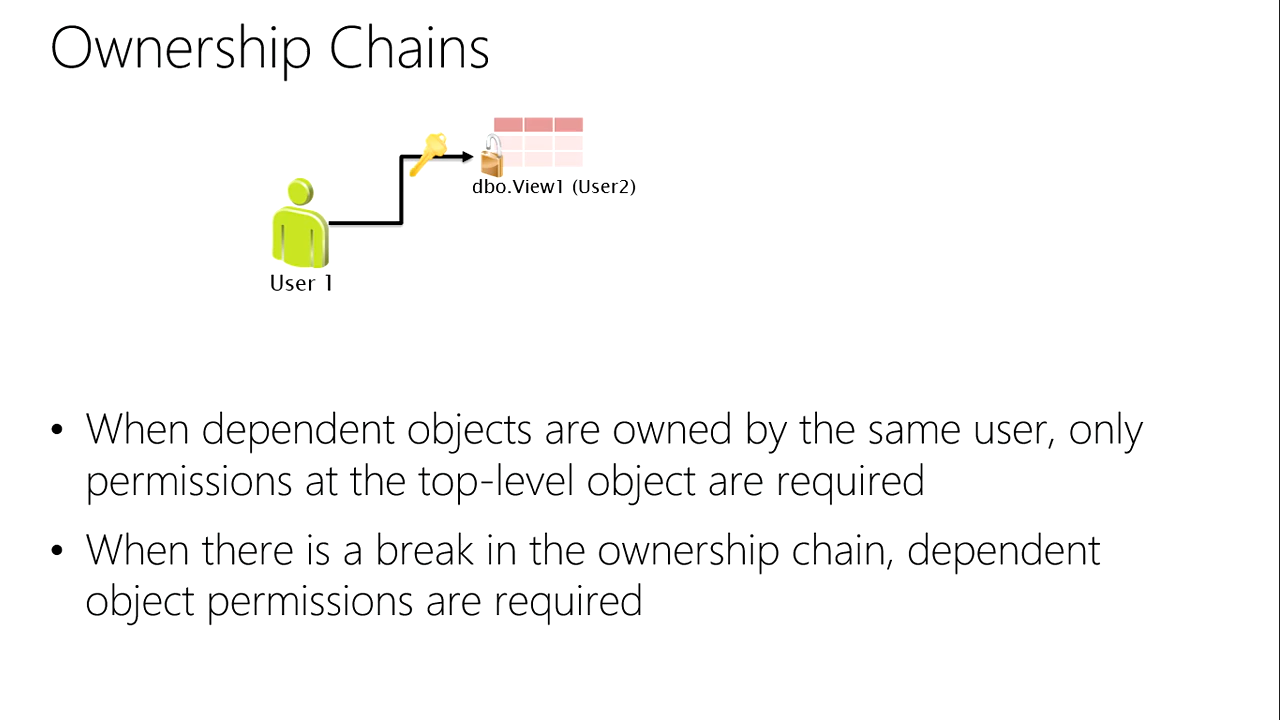 Ownership Chains
dbo.View1 (User2)
User 1
• When dependent objects are owned by the same user, only
permissions at the top-level object are required
• When there is a break in the ownership chain, dependent
object permissions are required